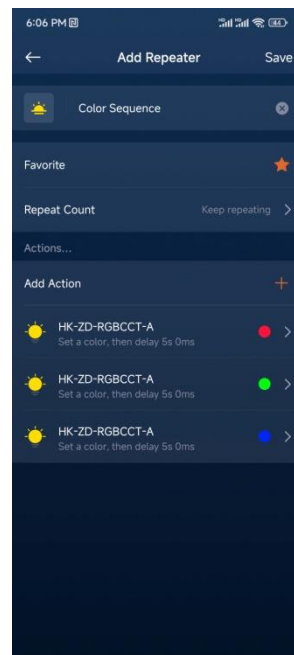 6:06 PM
44
Add Repeater
Save
Color Sequence
Favorite
Repeat Count
Keep repeating
Actions...
Add Action
HK-ZD-RGBCCT-A
Set a color, then delay 5s 0ms
HK-ZD-RGBCCT-A
Set a color, then delay 5s 0ms
HK-ZD-RGBCCT-A
Set a color, then delay 5s 0ms